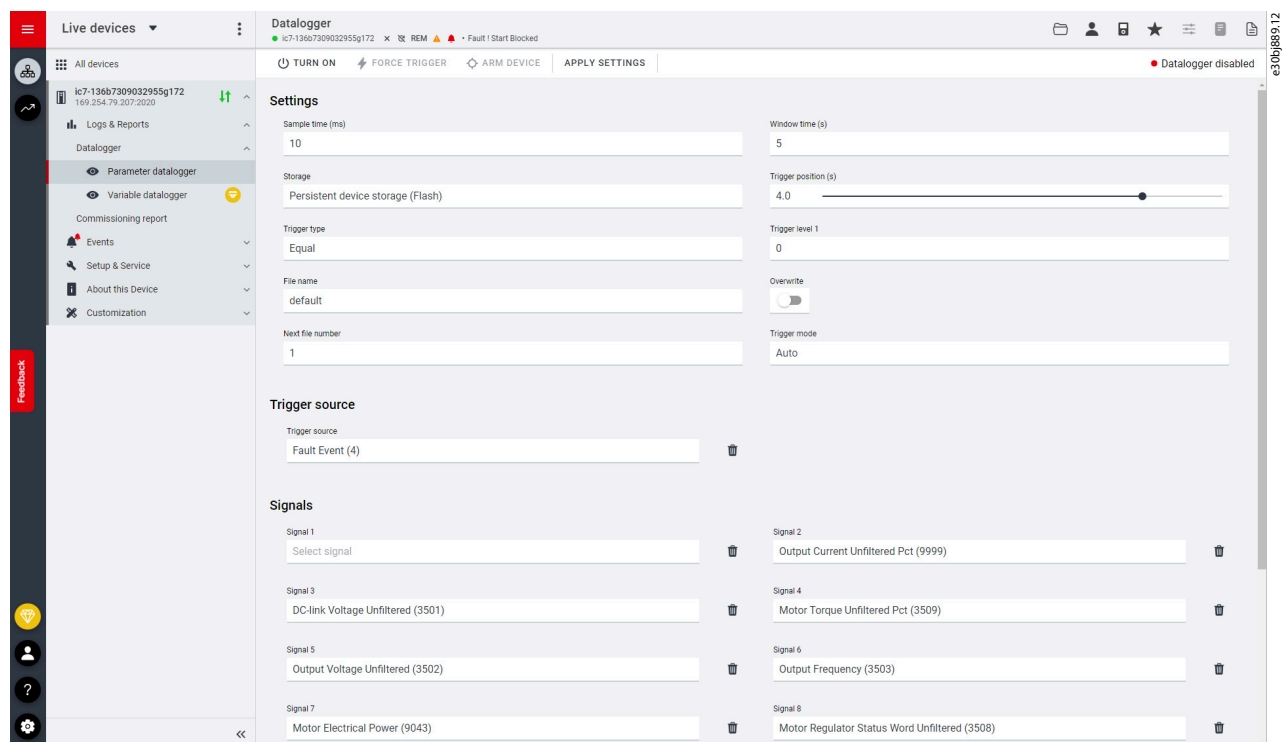 Live devices
Datalogger
ic7-136b7309032955g172 REM • Fault ! Start Blocked
e30bj889.12
All devices
TURN ON
FORCE TRIGGER
ARM DEVICE
APPLY SETTINGS
Datalogger disabled
ic7-136b7309032955g172
169.254.79.207:2020
Logs & Reports
Datalogger
Parameter datalogger
Variable datalogger
Commissioning report
Events
Setup & Service
About this Device
Customization
Feedback
?
Settings
Sample time (ms)
10
Window time (s)
5
Storage
Persistent device storage (Flash)
Trigger position (s)
4.0
Trigger type
Equal
Trigger level 1
0
File name
default
Overwrite
Next file number
1
Trigger mode
Auto
Trigger source
Trigger source
Fault Event (4)
Signals
Signal 1
Select signal
Signal 2
Output Current Unfiltered Pct (9999)
Signal 3
DC-link Voltage Unfiltered (3501)
Signal 4
Motor Torque Unfiltered Pct (3509)
Signal 5
Output Voltage Unfiltered (3502)
Signal 6
Output Frequency (3503)
Signal 7
Motor Electrical Power (9043)
Signal 8
Motor Regulator Status Word Unfiltered (3508)